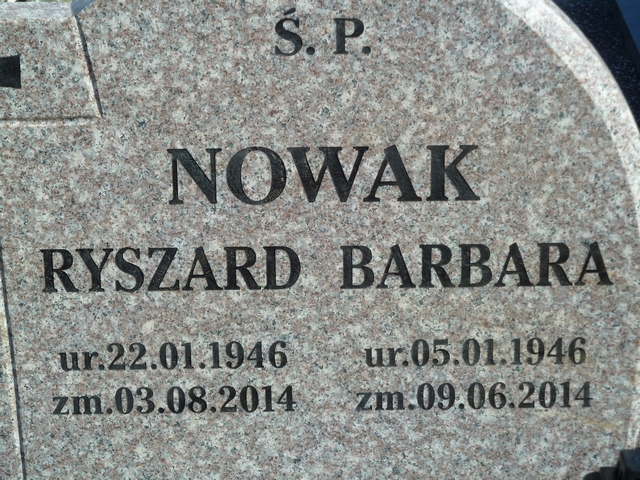 Ś. P.
NOWAK
RYSZARD BARBARA
ur.22.01.1946 ur.05.01.1946
zm.03.08.2014 zm.09.06.2014